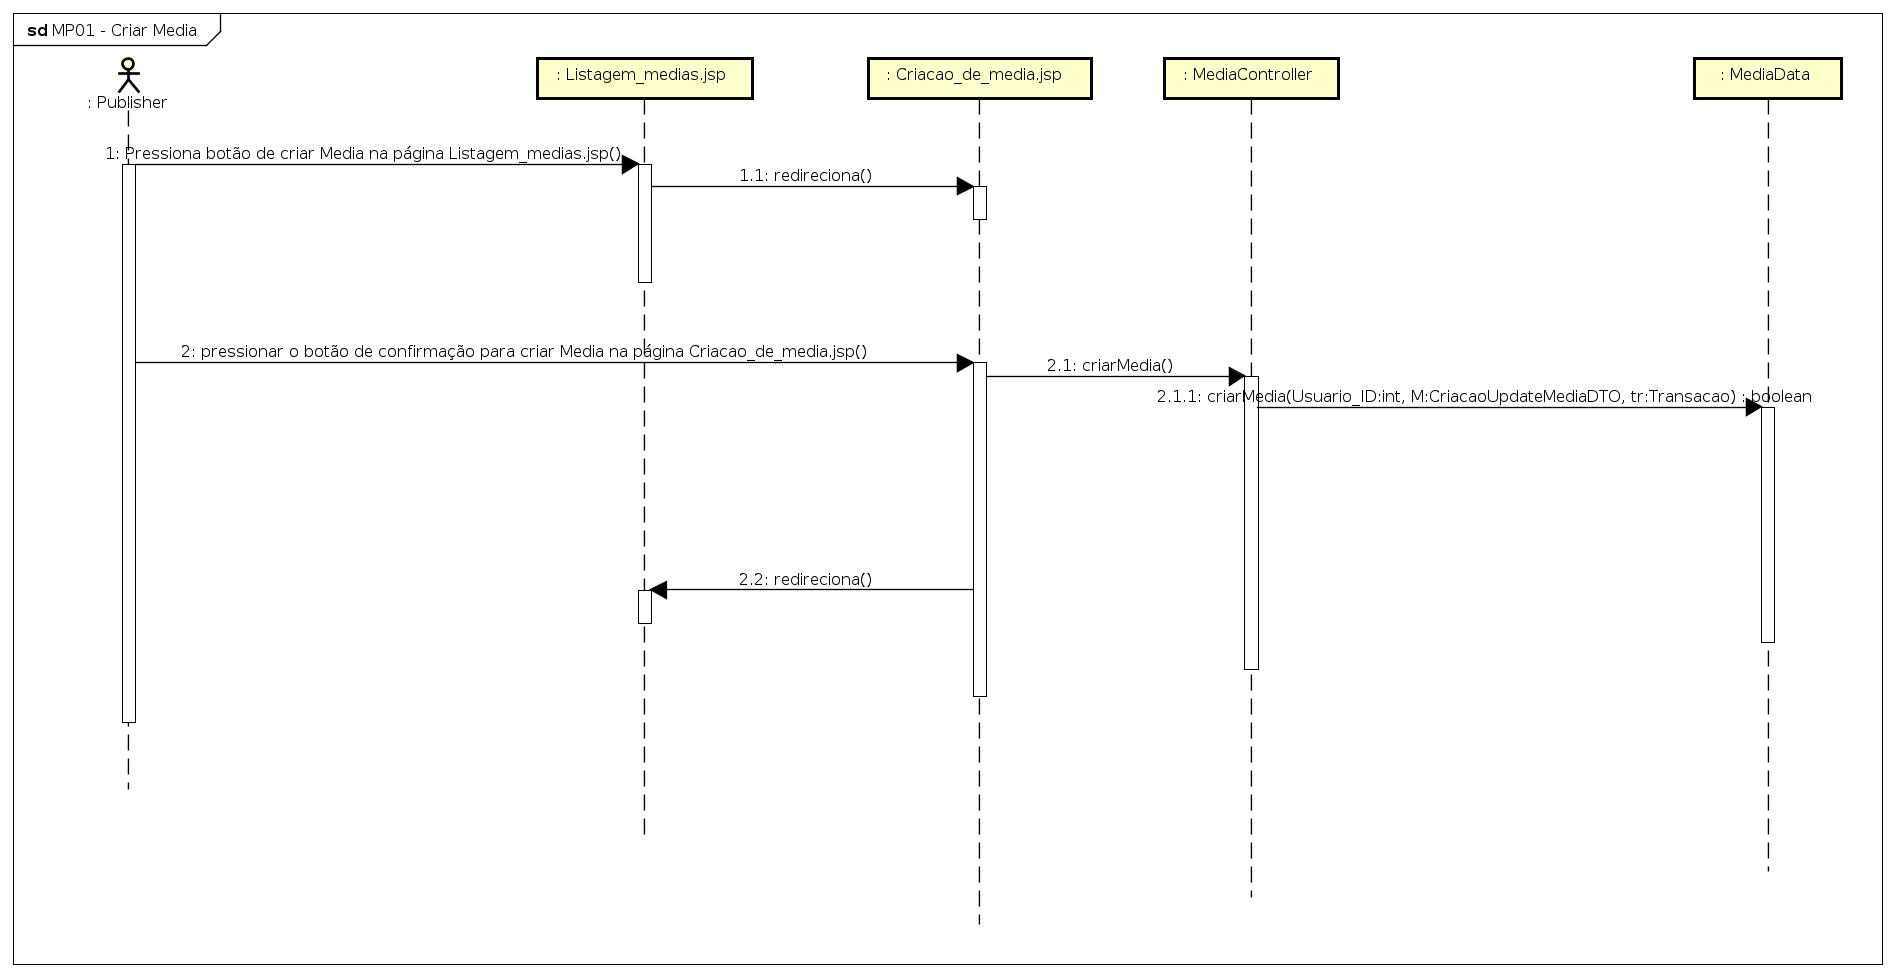 sd MP01 - Criar Media
: Publisher
: Listagem_medias.jsp
: Criacao_de_media.jsp
: MediaController
: MediaData
1: Pressiona botão de criar Media na página Listagem_medias.jsp()
1.1: redireciona()
2: pressionar o botão de confirmação para criar Media na página Criacao_de_media.jsp()
2.1: criarMedia()
2.1.1: criarMedia(Usuario_ID:int, M:CriacaoUpdateMediaDTO, tr:Transacao) : boolean
2.2: redireciona()